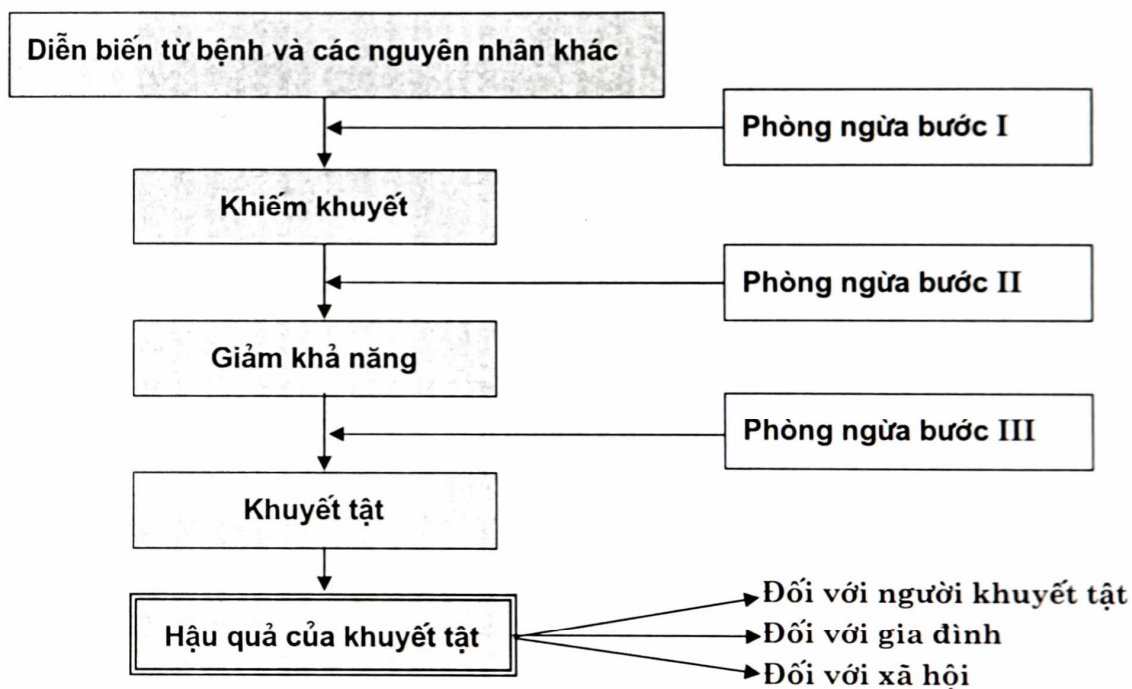 Diễn biến từ bệnh và các nguyên nhân khác
Phòng ngừa bước I
Khiếm khuyết
Phòng ngừa bước II
Giảm khả năng
Phòng ngừa bước III
Khuyết tật
Hậu quả của khuyết tật
Đối với người khuyết tật
Đối với gia đình
Đối với xã hội